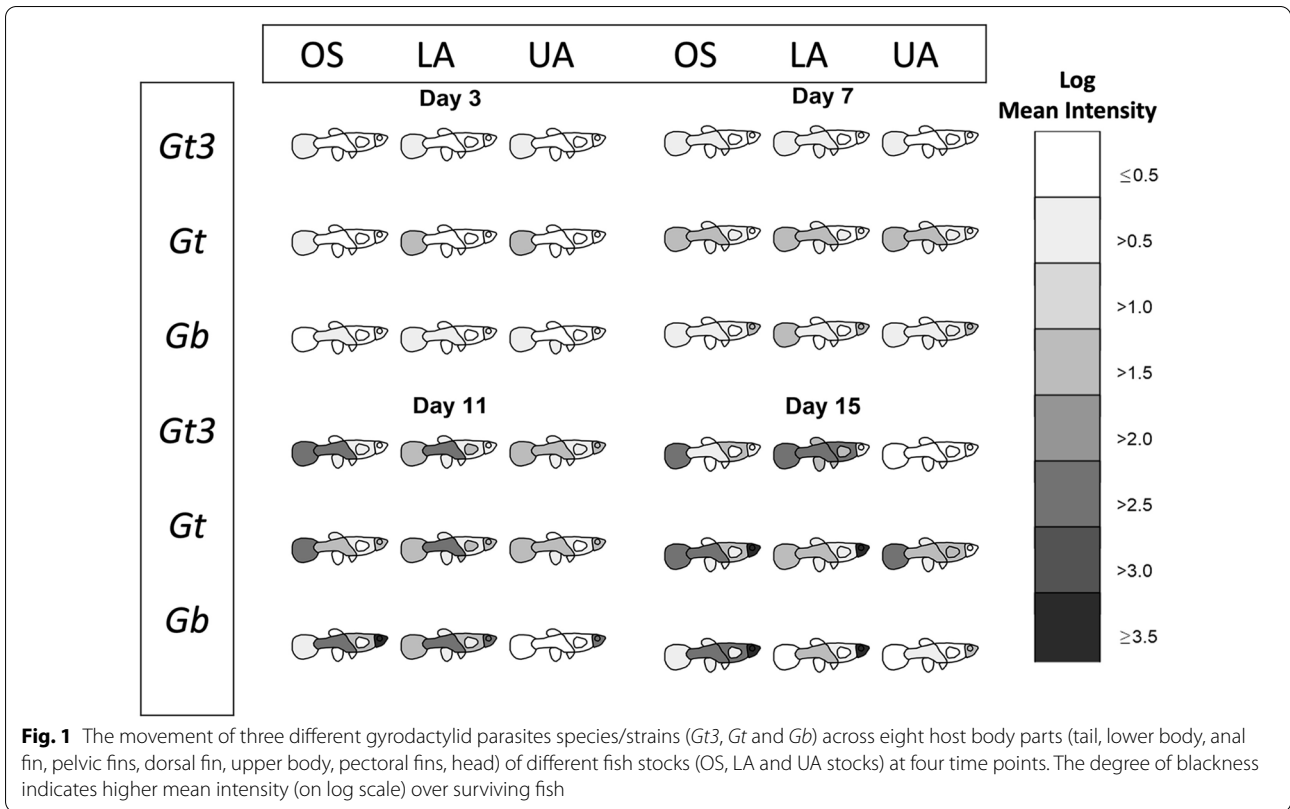 OS LA UA OS LA UA
Day 3 Day 7
Log
Mean Intensity
Gt3
Gt
Gb
Day 11 Day 15
Gt3
Gt
Gb
≤0.5
>0.5
>1.0
>1.5
>2.0
>2.5
>3.0
≥3.5
Fig. 1 The movement of three different gyrodactylid parasites species/strains (Gt3, Gt and Gb) across eight host body parts (tail, lower body, anal
fin, pelvic fins, dorsal fin, upper body, pectoral fins, head) of different fish stocks (OS, LA and UA stocks) at four time points. The degree of blackness
indicates higher mean intensity (on log scale) over surviving fish